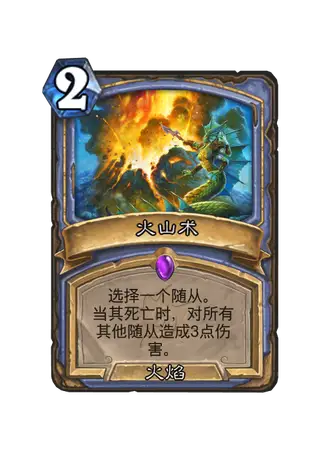 2
火山术
选择一个随从。
当其死亡时，对所有
其他随从造成3点伤
害。
火焰